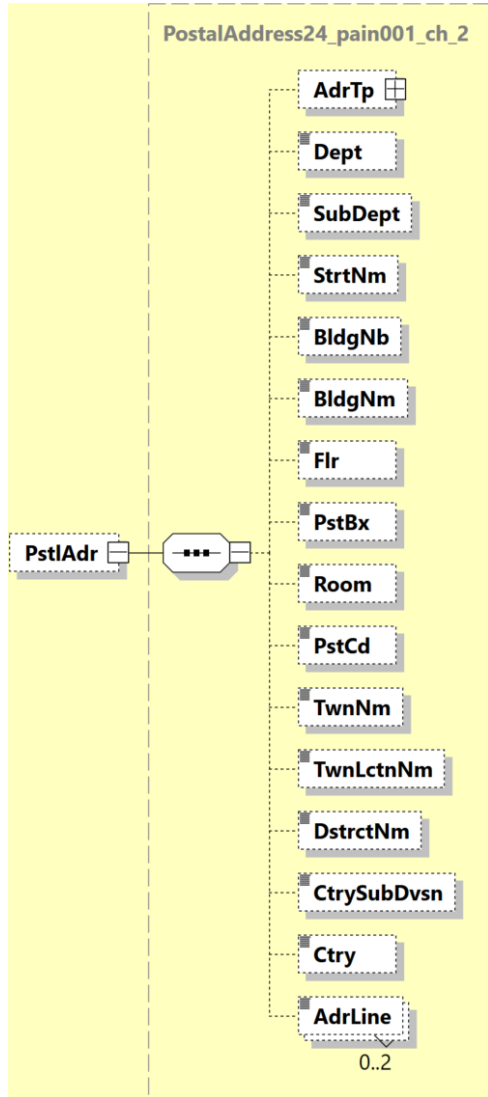 PostalAddress24_pain001_ch_2
AdrTp
Dept
SubDept
StrtNm
BldgNb
BldgNm
Flr
PstBx
PstlAdr
Room
PstCd
TwnNm
TwnLctnNm
DstrctNm
CtrySubDvsn
Ctry
AdrLine
0..2